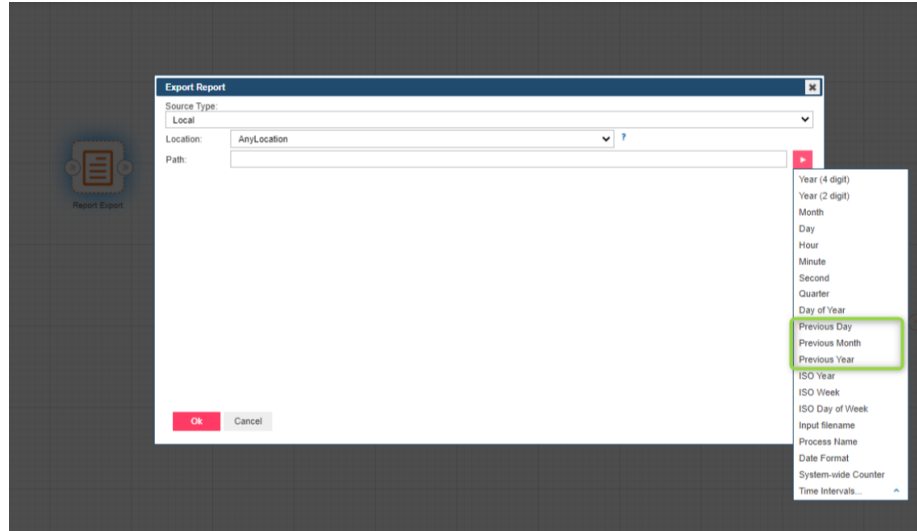 Export Report
Source Type:
Local
Location: AnyLocation ?
Path:
Report Export
Year (4 digit)
Year (2 digit)
Month
Day
Hour
Minute
Second
Quarter
Day of Year
Previous Day
Previous Month
Previous Year
ISO Year
ISO Week
ISO Day of Week
Input filename
Process Name
Date Format
System-wide Counter
Time Intervals...
Ok Cancel